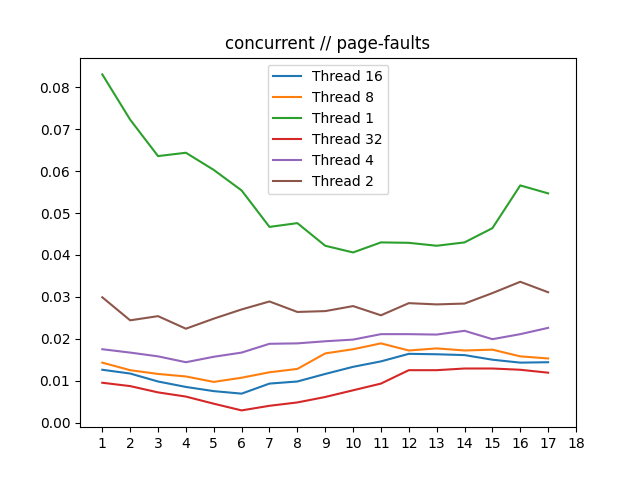 concurrent // page-faults
Thread 16
Thread 8
Thread 1
Thread 32
Thread 4
Thread 2
0.08
0.07
0.06
0.05
0.04
0.03
0.02
0.01
0.00
1 2 3 4 5 6 7 8 9 10 11 12 13 14 15 16 17 18